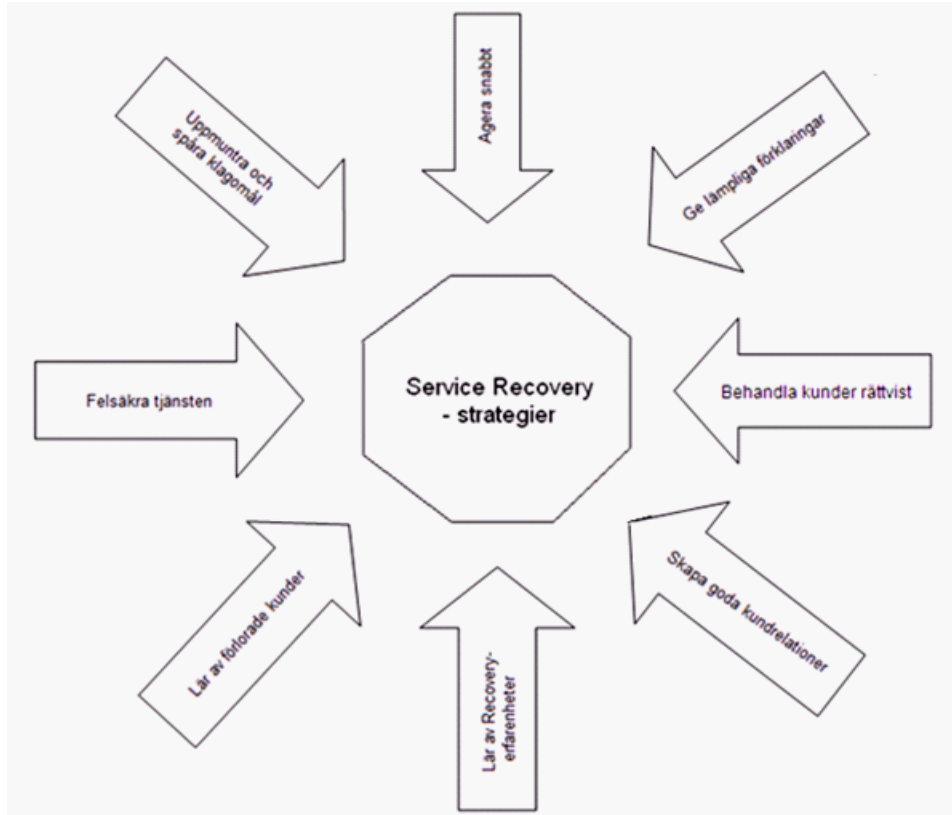 Agera snabbt
Uppmuntra och
spåra klagomål
Ge lämpliga förklaringar
Felsäkra tjänsten
Service Recovery
- strategier
Behandla kunder rättvist
Lär av förlorade kunder
Lär av Recovery-
erfarenheter
Skapa goda kundrelationer